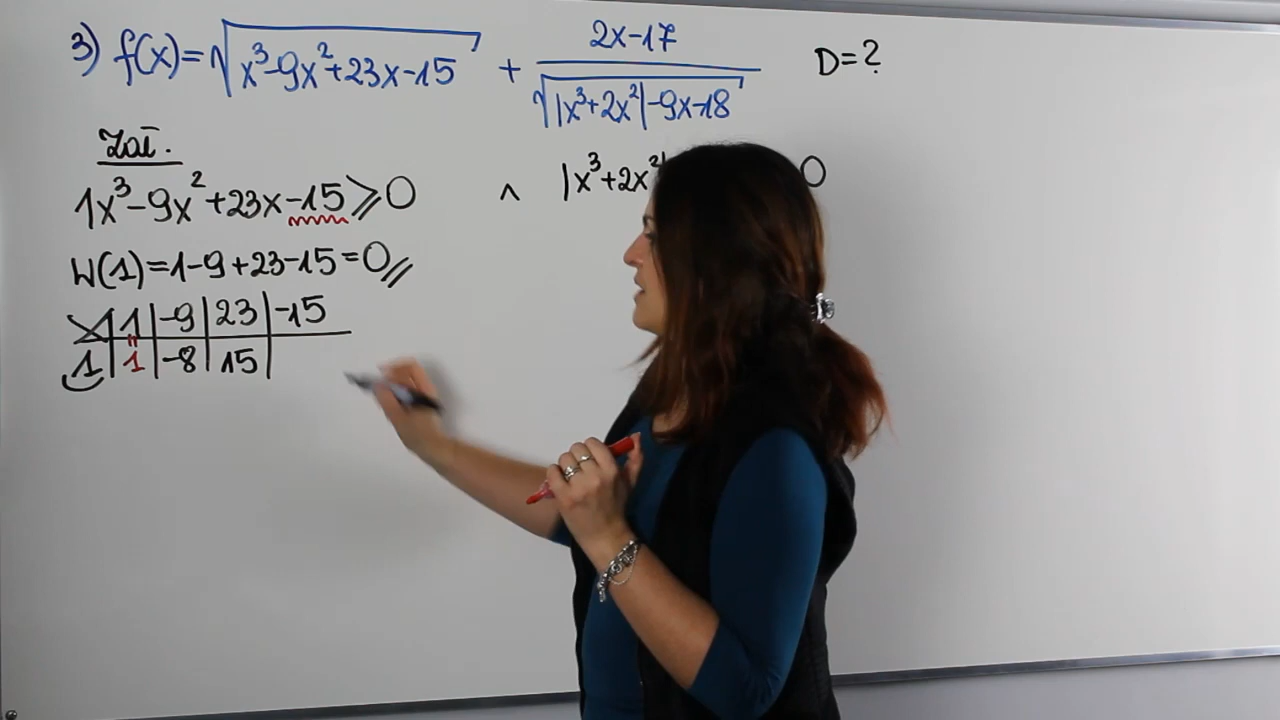 3) f(x)=√(x³-9x²+23x-15) + (2x-17)/√(|x³+2x²|-9x-18) D=?
Zał.
1x³-9x²+23x-15⩾0 ∧ |x³+2x²| 0
W(1)=1-9+23-15=0
1 | -9 | 23 | -15
1 | 1 | -8 | 15 |